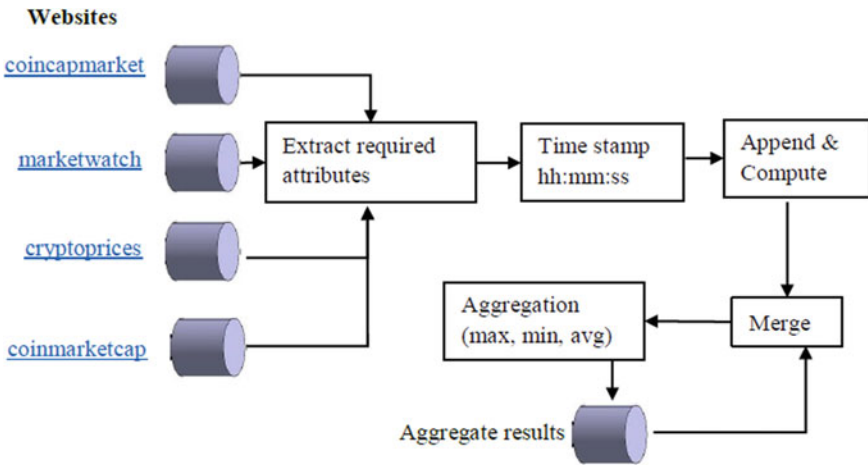 Websites
coincapmarket
marketwatch
cryptoprices
coinmarketcap
Extract required
attributes
Time stamp
hh:mm:ss
Append &
Compute
Merge
Aggregation
(max, min, avg)
Aggregate results